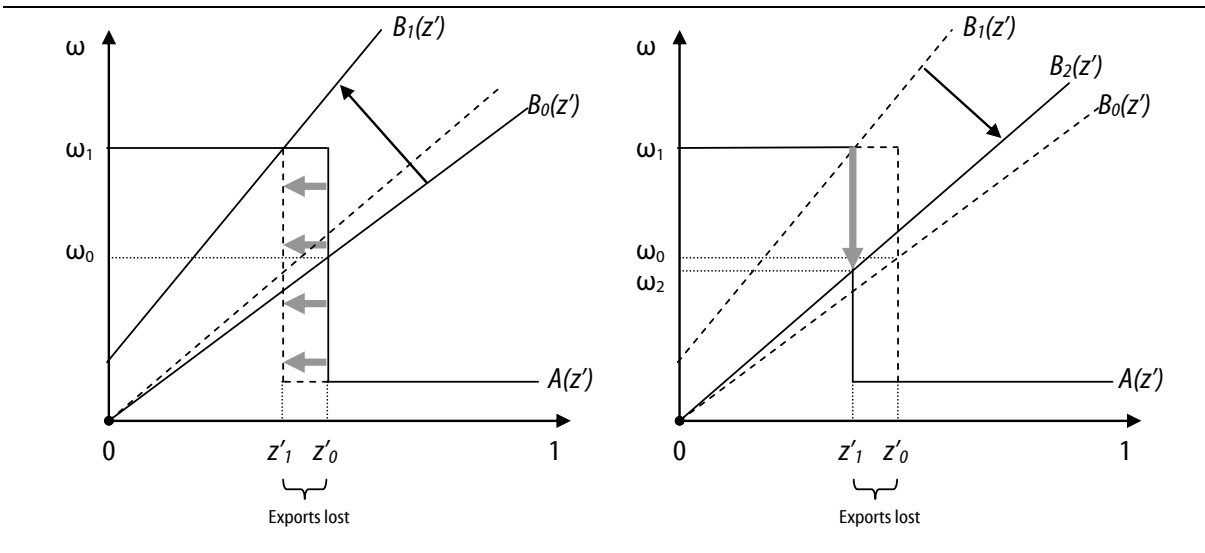 B₁(z')
ω
B₀(z')
ω₁
ω₀
A(z')
0
z'₁
z'₀
1
Exports lost
B₁(z')
ω
B₂(z')
B₀(z')
ω₁
ω₀
ω₂
A(z')
0
z'₁
z'₀
1
Exports lost